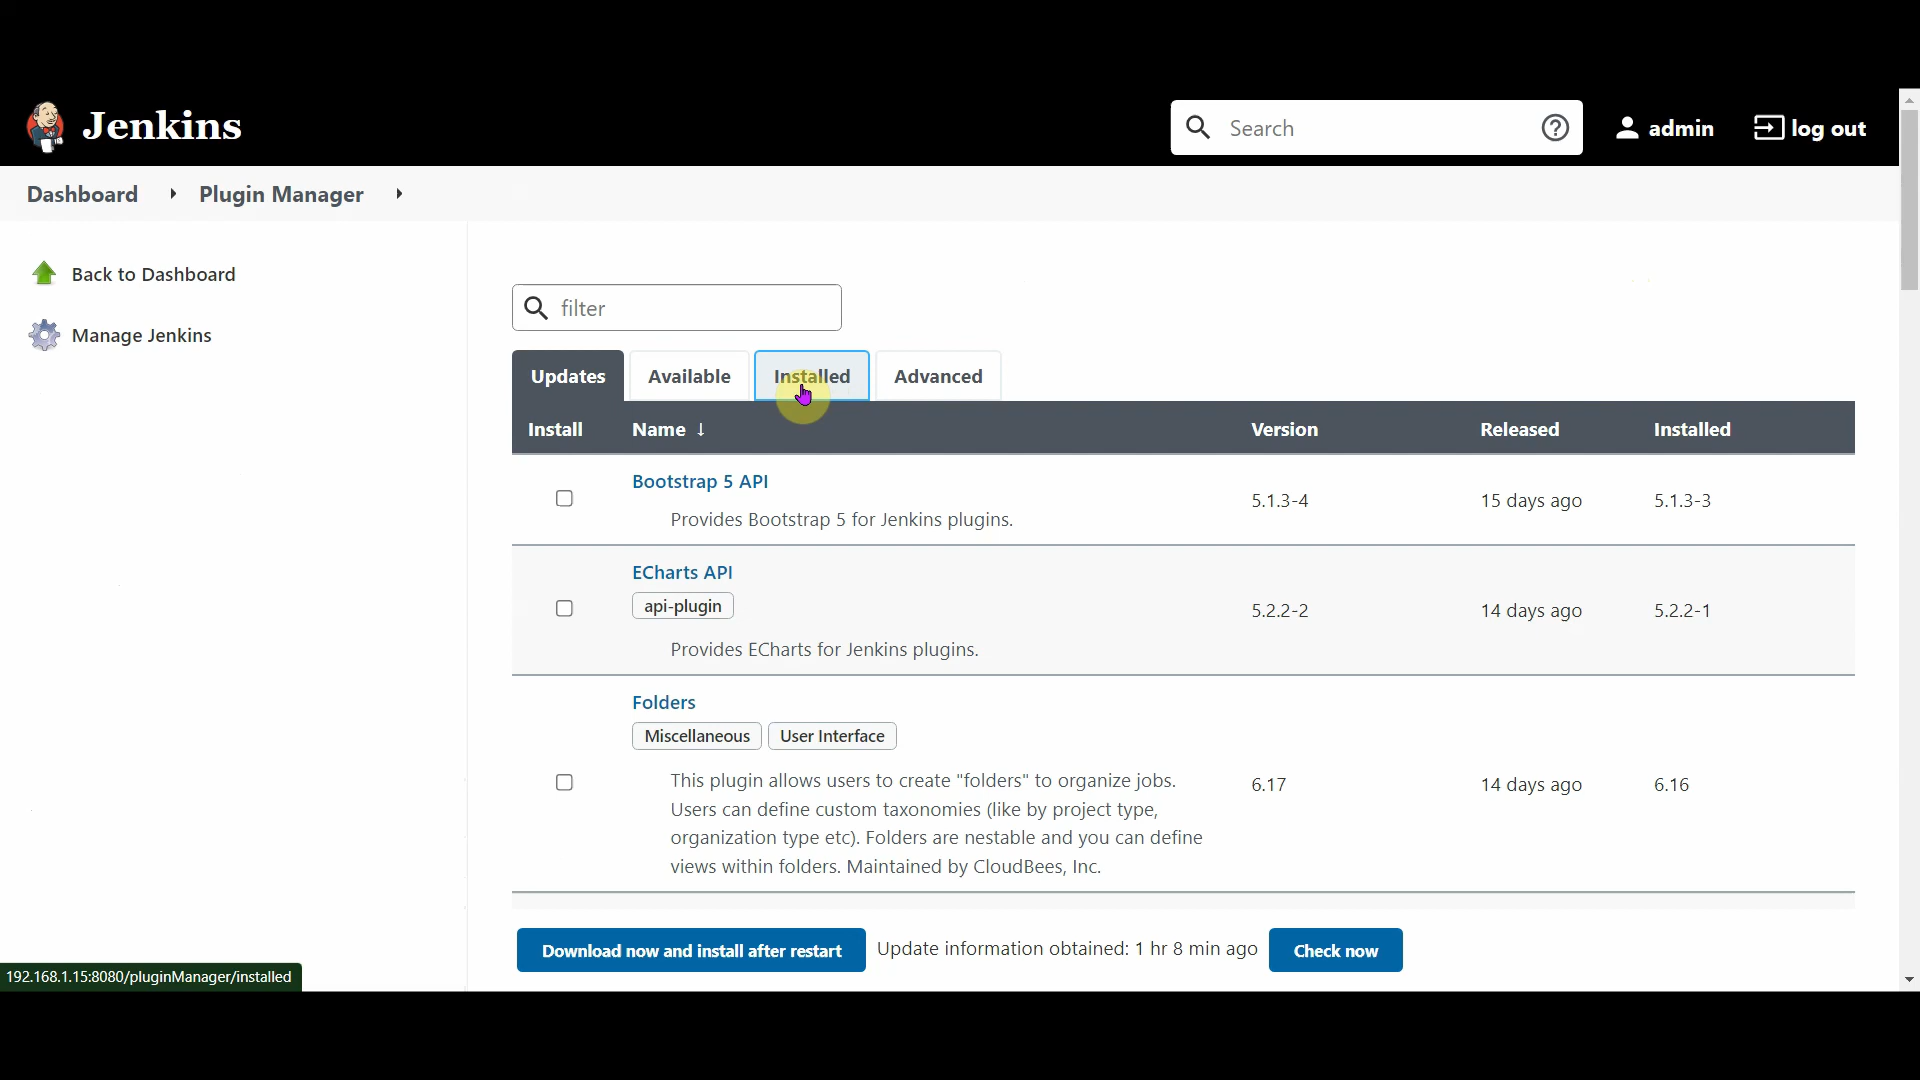 Jenkins
Search
admin
log out
Dashboard
Plugin Manager
Back to Dashboard
Manage Jenkins
filter
Updates
Available
Installed
Advanced
Install Name ↓ Version Released Installed
Bootstrap 5 API
Provides Bootstrap 5 for Jenkins plugins.
5.1.3-4
15 days ago
5.1.3-3
ECharts API
api-plugin
Provides ECharts for Jenkins plugins.
5.2.2-2
14 days ago
5.2.2-1
Folders
Miscellaneous
User Interface
This plugin allows users to create "folders" to organize jobs.
Users can define custom taxonomies (like by project type,
organization type etc). Folders are nestable and you can define
views within folders. Maintained by CloudBees, Inc.
6.17
14 days ago
6.16
Download now and install after restart
Update information obtained: 1 hr 8 min ago
Check now
192.168.1.15:8080/pluginManager/installed